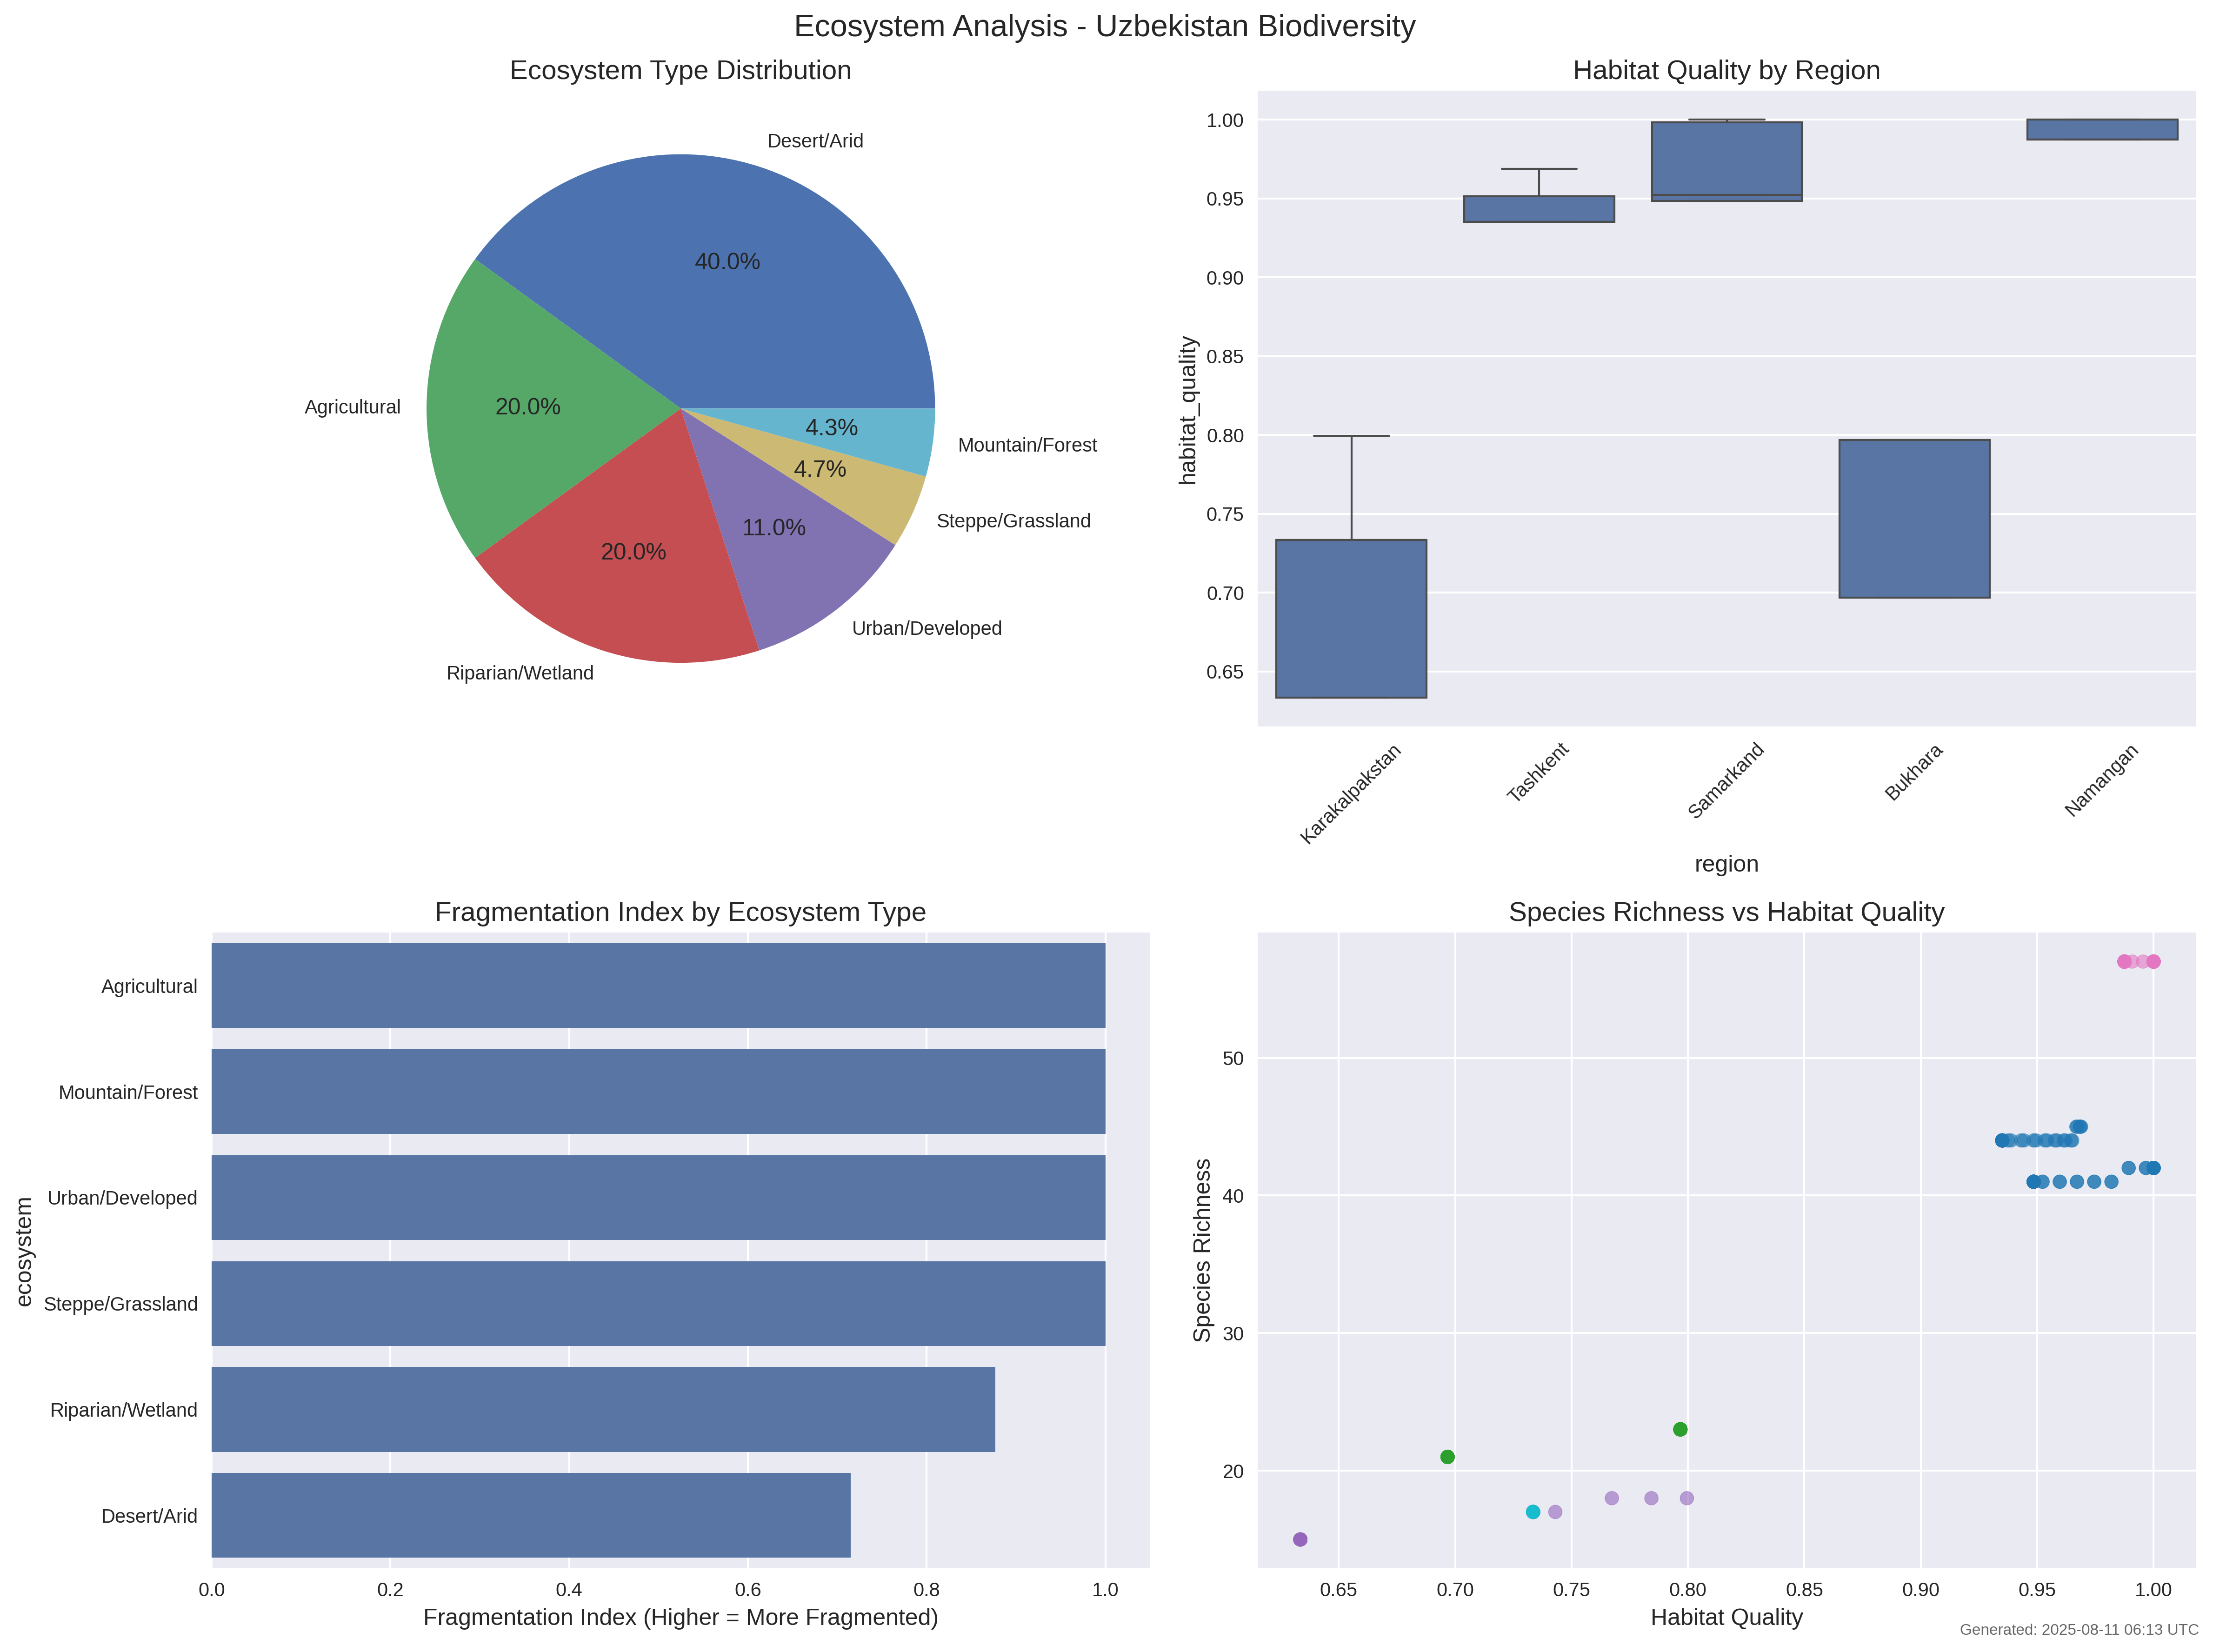 Ecosystem Analysis - Uzbekistan Biodiversity
Ecosystem Type Distribution
Desert/Arid
40.0%
Agricultural
20.0%
Riparian/Wetland
20.0%
Urban/Developed
11.0%
Steppe/Grassland
4.7%
Mountain/Forest
4.3%
Habitat Quality by Region
habitat_quality
1.00
0.95
0.90
0.85
0.80
0.75
0.70
0.65
Karakalpakstan
Tashkent
Samarkand
Bukhara
Namangan
region
Fragmentation Index by Ecosystem Type
ecosystem
Agricultural
Mountain/Forest
Urban/Developed
Steppe/Grassland
Riparian/Wetland
Desert/Arid
0.0 0.2 0.4 0.6 0.8 1.0
Fragmentation Index (Higher = More Fragmented)
Species Richness vs Habitat Quality
Species Richness
50
40
30
20
0.65 0.70 0.75 0.80 0.85 0.90 0.95 1.00
Habitat Quality
Generated: 2025-08-11 06:13 UTC